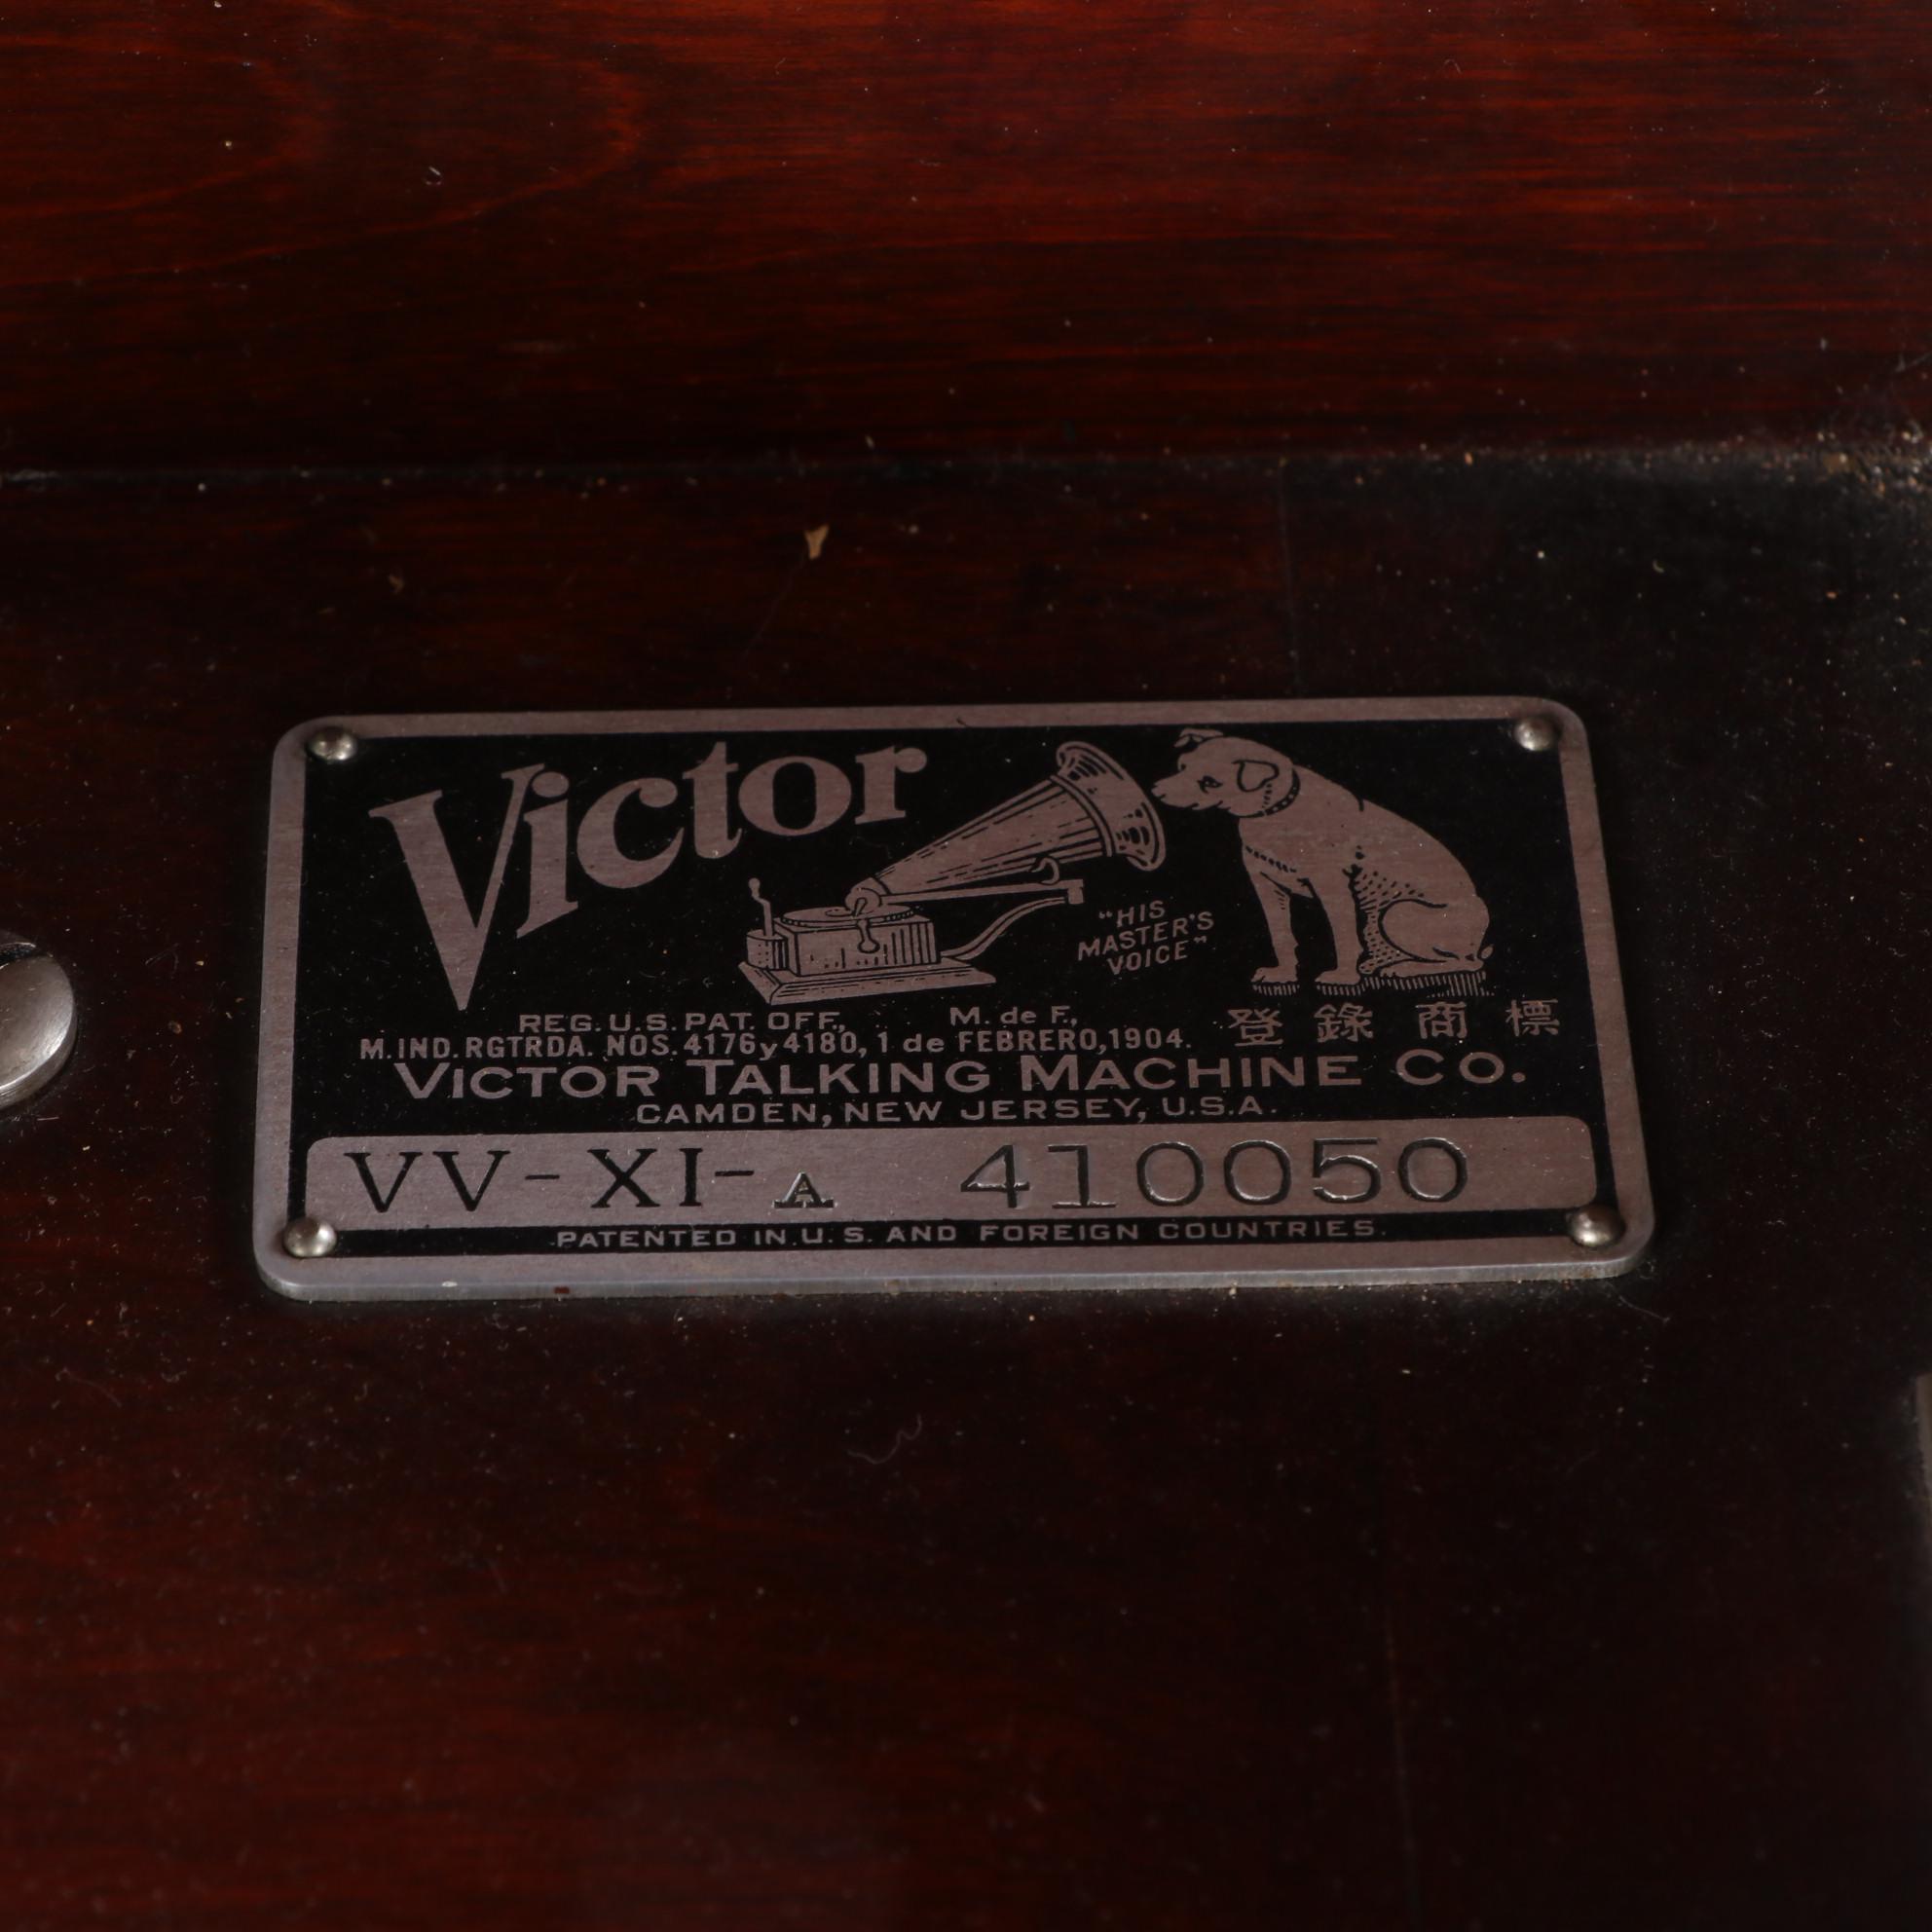 Victor
"HIS
MASTER'S
VOICE"
REG. U.S. PAT. OFF., M. de F.,
M. IND. RGTRDA. NOS. 4176 y 4180, 1 de FEBRERO, 1904.
登錄商標
VICTOR TALKING MACHINE CO.
CAMDEN, NEW JERSEY, U.S.A.
VV-XI-A 410050
PATENTED IN U.S. AND FOREIGN COUNTRIES.